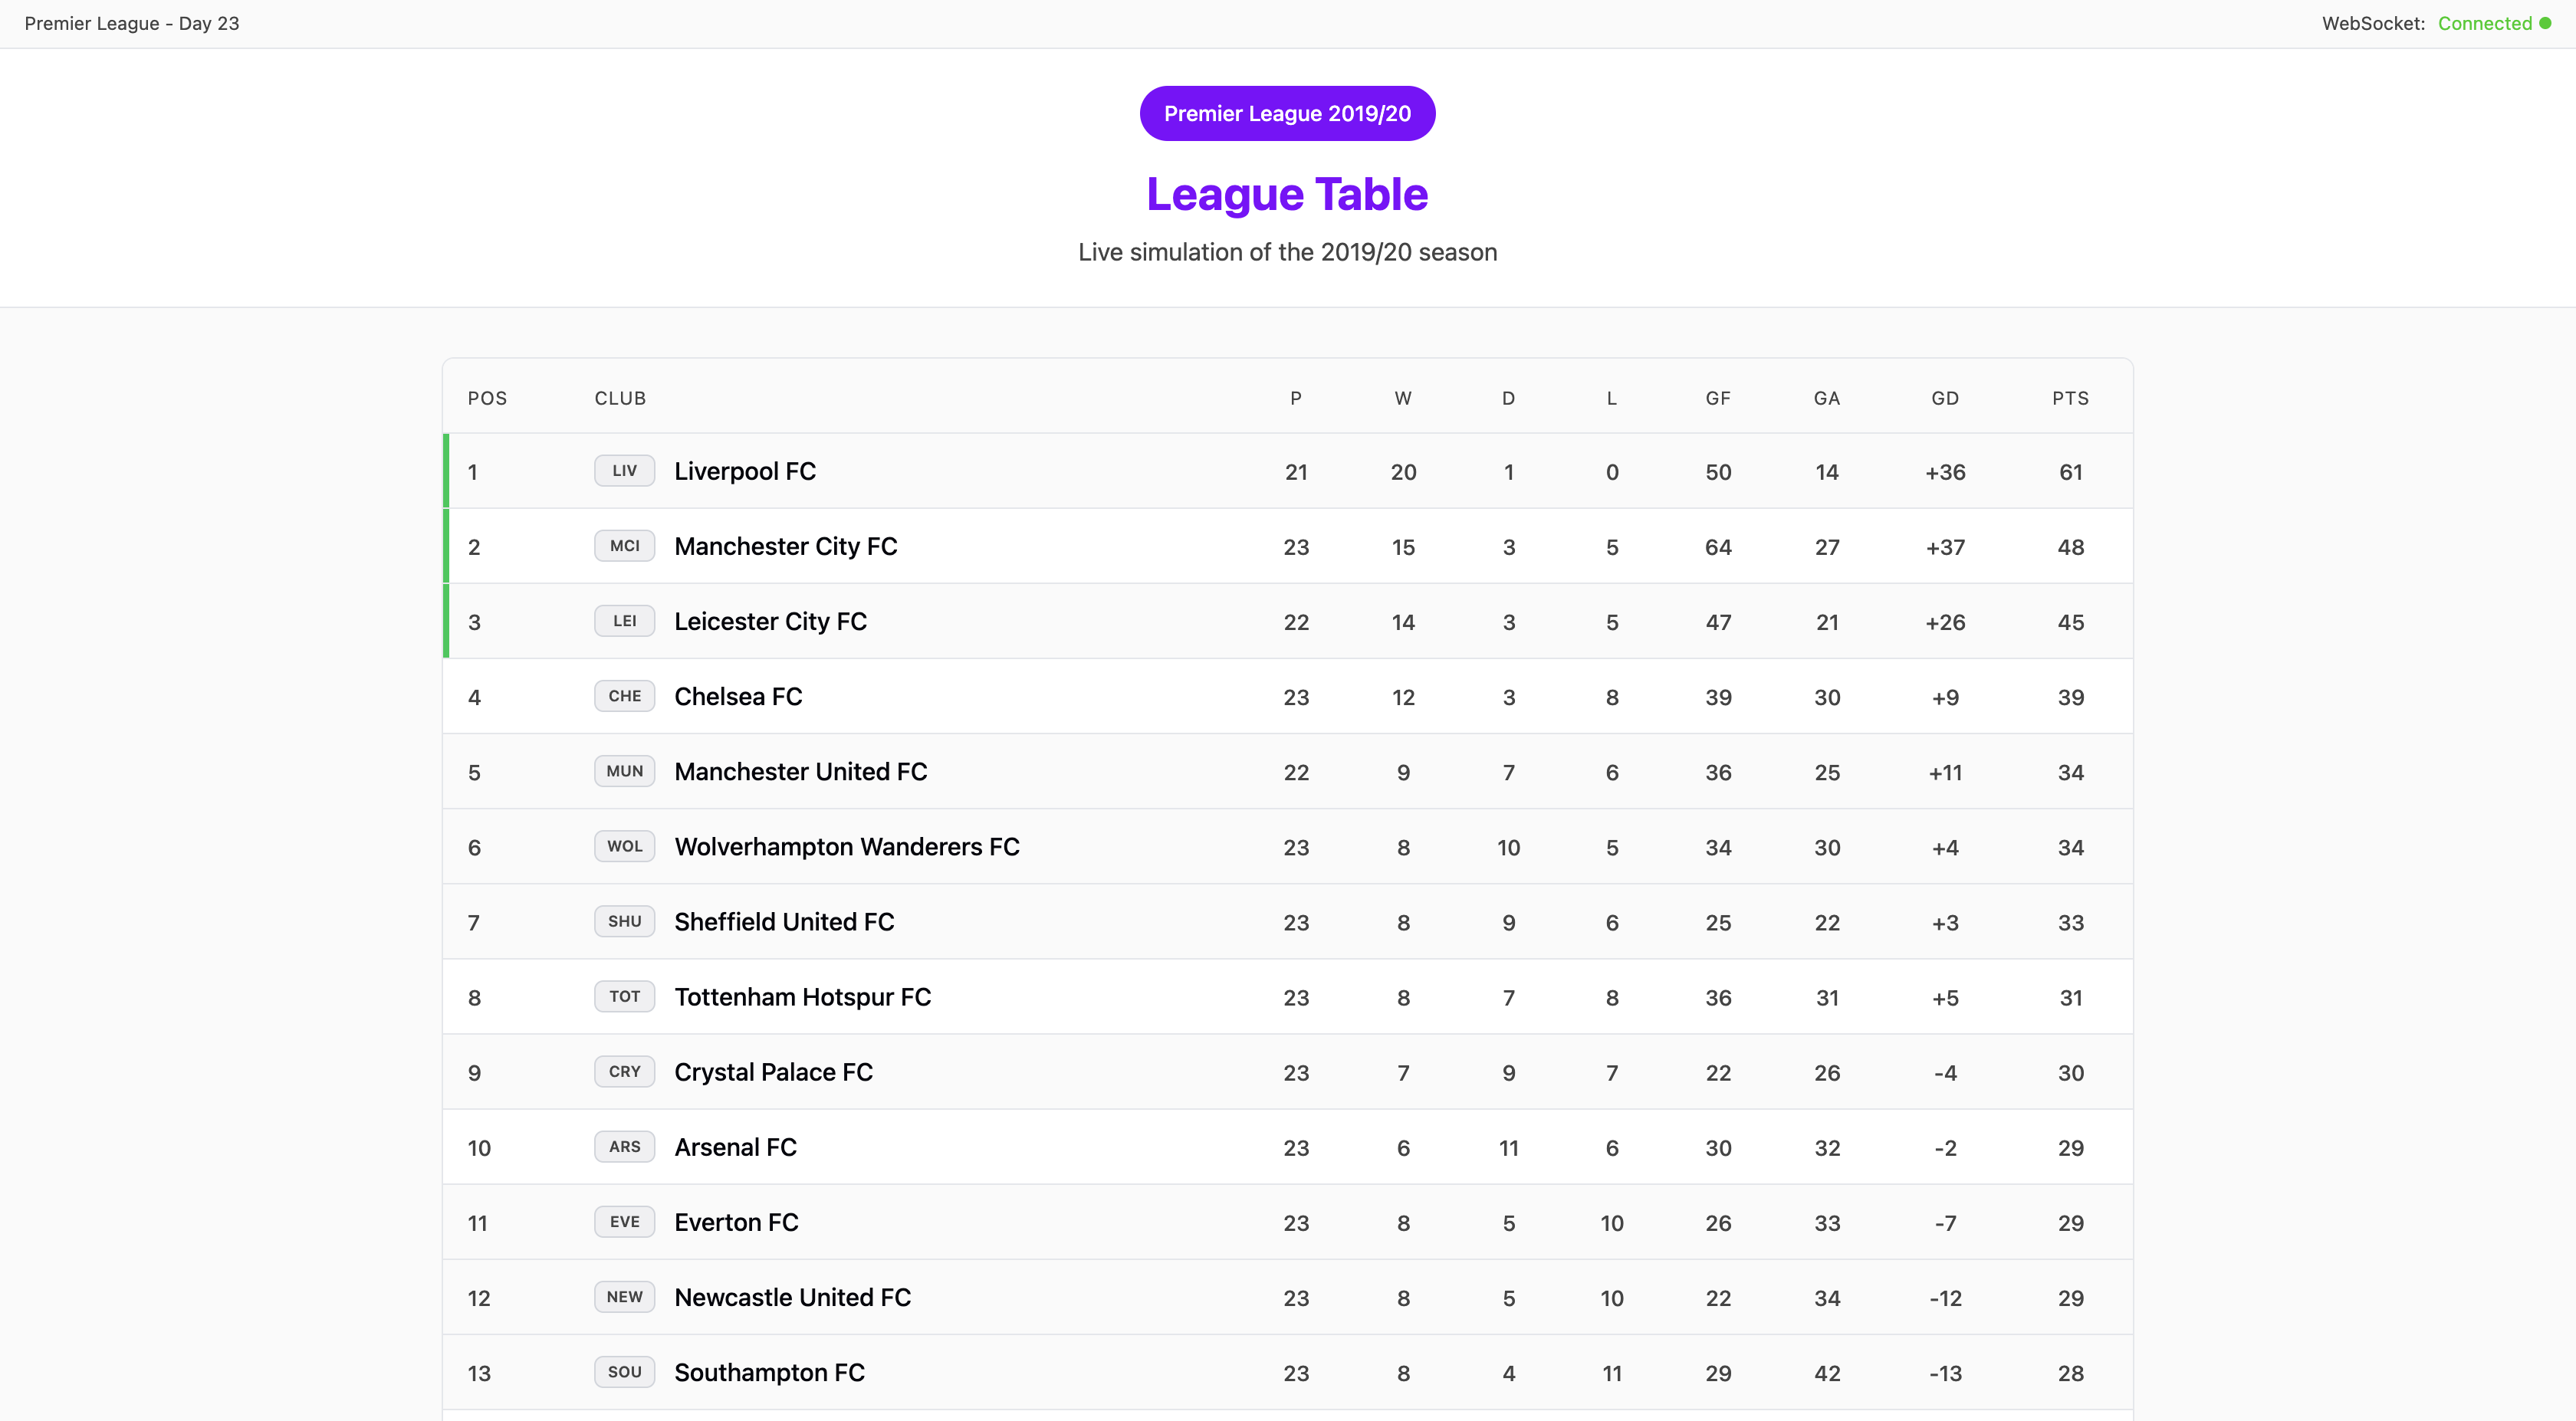 Premier League - Day 23
WebSocket: Connected
Premier League 2019/20
League Table
Live simulation of the 2019/20 season
POS CLUB P W D L GF GA GD PTS
1 LIV Liverpool FC 21 20 1 0 50 14 +36 61
2 MCI Manchester City FC 23 15 3 5 64 27 +37 48
3 LEI Leicester City FC 22 14 3 5 47 21 +26 45
4 CHE Chelsea FC 23 12 3 8 39 30 +9 39
5 MUN Manchester United FC 22 9 7 6 36 25 +11 34
6 WOL Wolverhampton Wanderers FC 23 8 10 5 34 30 +4 34
7 SHU Sheffield United FC 23 8 9 6 25 22 +3 33
8 TOT Tottenham Hotspur FC 23 8 7 8 36 31 +5 31
9 CRY Crystal Palace FC 23 7 9 7 22 26 -4 30
10 ARS Arsenal FC 23 6 11 6 30 32 -2 29
11 EVE Everton FC 23 8 5 10 26 33 -7 29
12 NEW Newcastle United FC 23 8 5 10 22 34 -12 29
13 SOU Southampton FC 23 8 4 11 29 42 -13 28